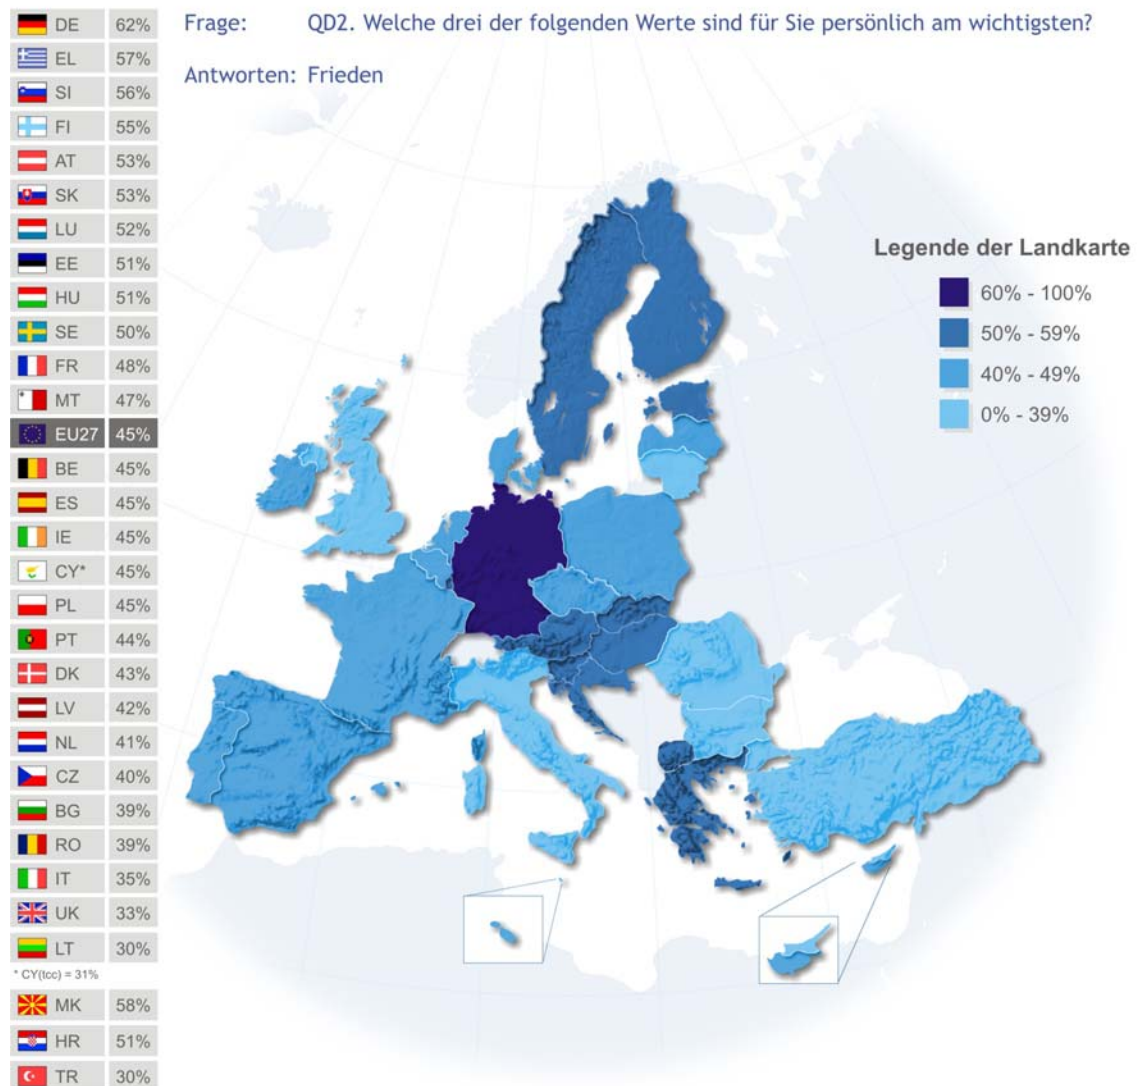 Frage: QD2. Welche drei der folgenden Werte sind für Sie persönlich am wichtigsten?
Antworten: Frieden
DE 62%
EL 57%
SI 56%
FI 55%
AT 53%
SK 53%
LU 52%
EE 51%
HU 51%
SE 50%
FR 48%
MT 47%
EU27 45%
BE 45%
ES 45%
IE 45%
CY* 45%
PL 45%
PT 44%
DK 43%
LV 42%
NL 41%
CZ 40%
BG 39%
RO 39%
IT 35%
UK 33%
LT 30%
* CY(tcc) = 31%
MK 58%
HR 51%
TR 30%
Legende der Landkarte
60% - 100%
50% - 59%
40% - 49%
0% - 39%